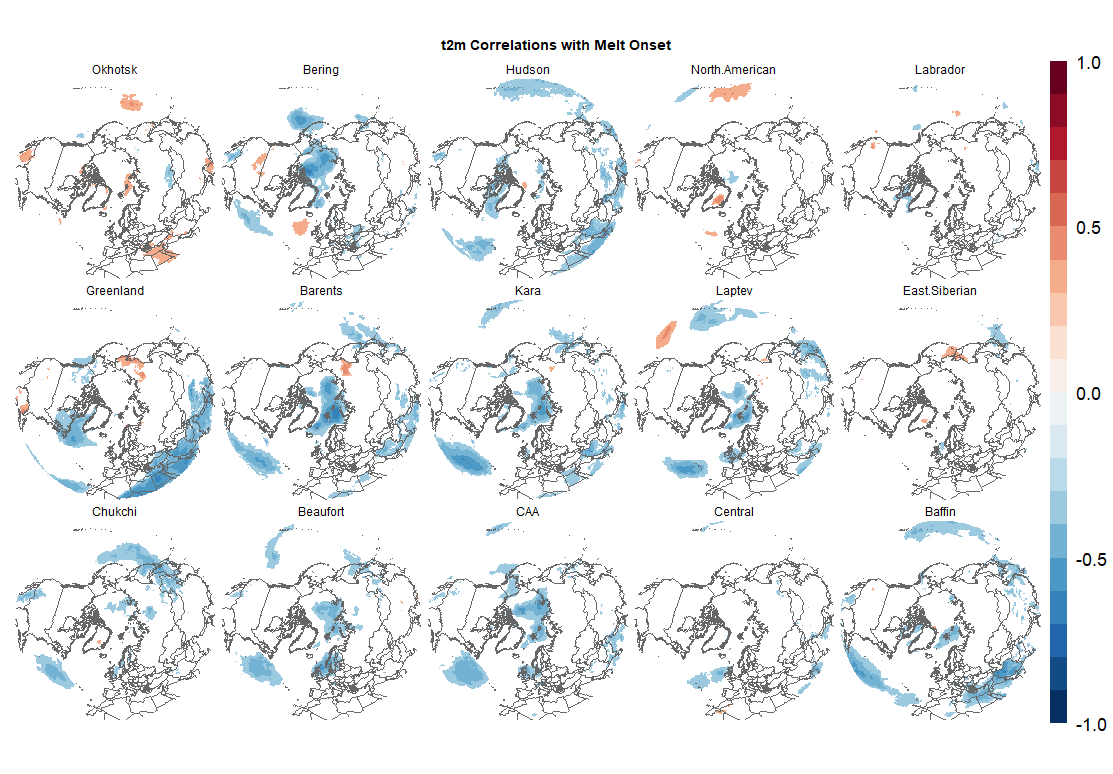 t2m Correlations with Melt Onset
Okhotsk
Bering
Hudson
North.American
Labrador
Greenland
Barents
Kara
Laptev
East.Siberian
Chukchi
Beaufort
CAA
Central
Baffin
1.0
0.5
0.0
-0.5
-1.0